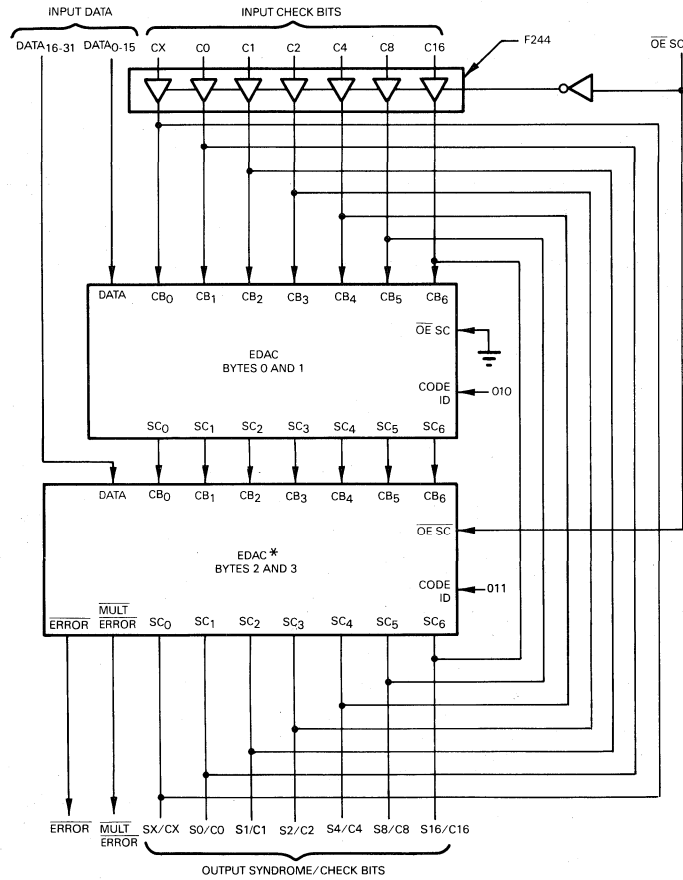 INPUT DATA
INPUT CHECK BITS
DATA16-31 DATA0-15 CX C0 C1 C2 C4 C8 C16
F244
OE SC
DATA CB0 CB1 CB2 CB3 CB4 CB5 CB6
OE SC
EDAC
BYTES 0 AND 1
CODE
ID
010
SC0 SC1 SC2 SC3 SC4 SC5 SC6
DATA CB0 CB1 CB2 CB3 CB4 CB5 CB6
OE SC
EDAC*
BYTES 2 AND 3
CODE
ID
011
ERROR MULT
ERROR SC0 SC1 SC2 SC3 SC4 SC5 SC6
ERROR MULT
ERROR SX/CX S0/C0 S1/C1 S2/C2 S4/C4 S8/C8 S16/C16
OUTPUT SYNDROME/CHECK BITS